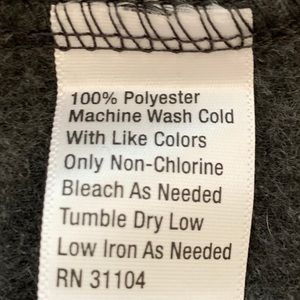 100% Polyester
Machine Wash Cold
With Like Colors
Only Non-Chlorine
Bleach As Needed
Tumble Dry Low
Low Iron As Needed
RN 31104